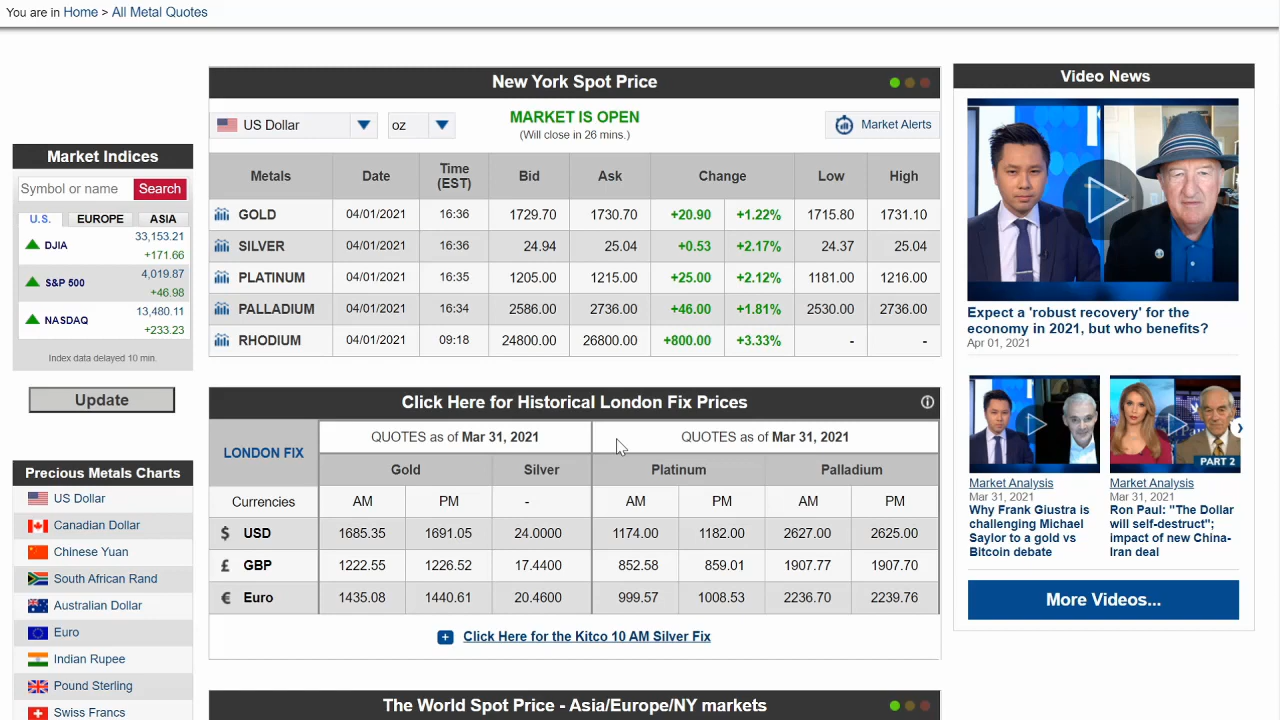 You are in Home > All Metal Quotes
Market Indices
Symbol or name Search
U.S. EUROPE ASIA
DJIA 33,153.21
+171.66
S&P 500 4,019.87
+46.98
NASDAQ 13,480.11
+233.23
Index data delayed 10 min.
Update
Precious Metals Charts
US Dollar
Canadian Dollar
Chinese Yuan
South African Rand
Australian Dollar
Euro
Indian Rupee
Pound Sterling
Swiss Francs
New York Spot Price
US Dollar oz MARKET IS OPEN Market Alerts
(Will close in 26 mins.)
Metals Date Time (EST) Bid Ask Change Low High
GOLD 04/01/2021 16:36 1729.70 1730.70 +20.90 +1.22% 1715.80 1731.10
SILVER 04/01/2021 16:36 24.94 25.04 +0.53 +2.17% 24.37 25.04
PLATINUM 04/01/2021 16:35 1205.00 1215.00 +25.00 +2.12% 1181.00 1216.00
PALLADIUM 04/01/2021 16:34 2586.00 2736.00 +46.00 +1.81% 2530.00 2736.00
RHODIUM 04/01/2021 09:18 24800.00 26800.00 +800.00 +3.33% - -
Click Here for Historical London Fix Prices
LONDON FIX QUOTES as of Mar 31, 2021 QUOTES as of Mar 31, 2021
Gold Silver Platinum Palladium
Currencies AM PM - AM PM AM PM
$ USD 1685.35 1691.05 24.0000 1174.00 1182.00 2627.00 2625.00
£ GBP 1222.55 1226.52 17.4400 852.58 859.01 1907.77 1907.70
€ Euro 1435.08 1440.61 20.4600 999.57 1008.53 2236.70 2239.76
Click Here for the Kitco 10 AM Silver Fix
The World Spot Price - Asia/Europe/NY markets
Video News
Expect a 'robust recovery' for the
economy in 2021, but who benefits?
Apr 01, 2021
PART 2
Market Analysis
Mar 31, 2021
Why Frank Giustra is
challenging Michael
Saylor to a gold vs
Bitcoin debate
Market Analysis
Mar 31, 2021
Ron Paul: "The Dollar
will self-destruct";
impact of new China-
Iran deal
More Videos...